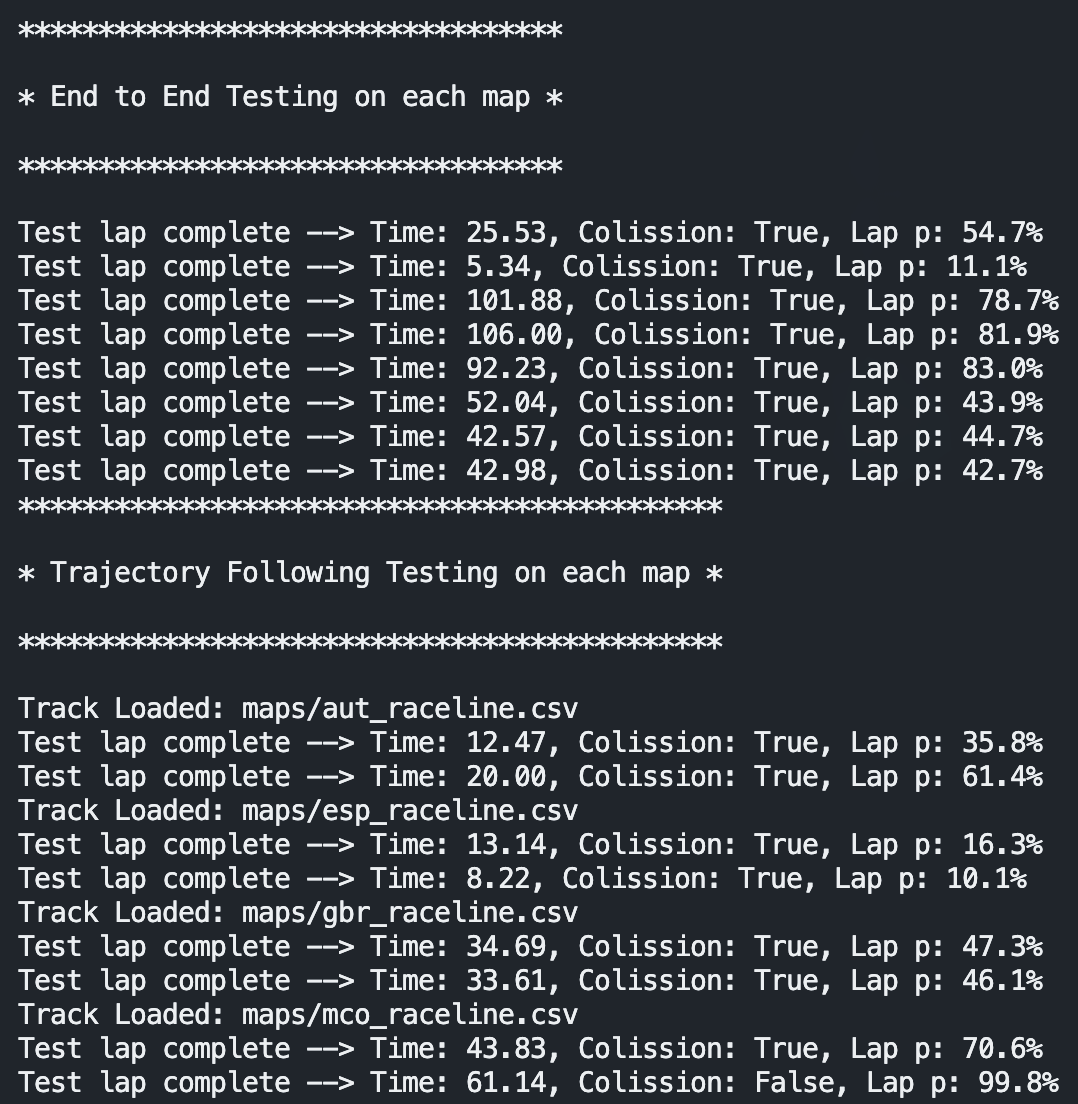 **********************************
* End to End Testing on each map *
**********************************
Test lap complete --> Time: 25.53, Colission: True, Lap p: 54.7%
Test lap complete --> Time: 5.34, Colission: True, Lap p: 11.1%
Test lap complete --> Time: 101.88, Colission: True, Lap p: 78.7%
Test lap complete --> Time: 106.00, Colission: True, Lap p: 81.9%
Test lap complete --> Time: 92.23, Colission: True, Lap p: 83.0%
Test lap complete --> Time: 52.04, Colission: True, Lap p: 43.9%
Test lap complete --> Time: 42.57, Colission: True, Lap p: 44.7%
Test lap complete --> Time: 42.98, Colission: True, Lap p: 42.7%
********************************************
* Trajectory Following Testing on each map *
********************************************
Track Loaded: maps/aut_raceline.csv
Test lap complete --> Time: 12.47, Colission: True, Lap p: 35.8%
Test lap complete --> Time: 20.00, Colission: True, Lap p: 61.4%
Track Loaded: maps/esp_raceline.csv
Test lap complete --> Time: 13.14, Colission: True, Lap p: 16.3%
Test lap complete --> Time: 8.22, Colission: True, Lap p: 10.1%
Track Loaded: maps/gbr_raceline.csv
Test lap complete --> Time: 34.69, Colission: True, Lap p: 47.3%
Test lap complete --> Time: 33.61, Colission: True, Lap p: 46.1%
Track Loaded: maps/mco_raceline.csv
Test lap complete --> Time: 43.83, Colission: True, Lap p: 70.6%
Test lap complete --> Time: 61.14, Colission: False, Lap p: 99.8%